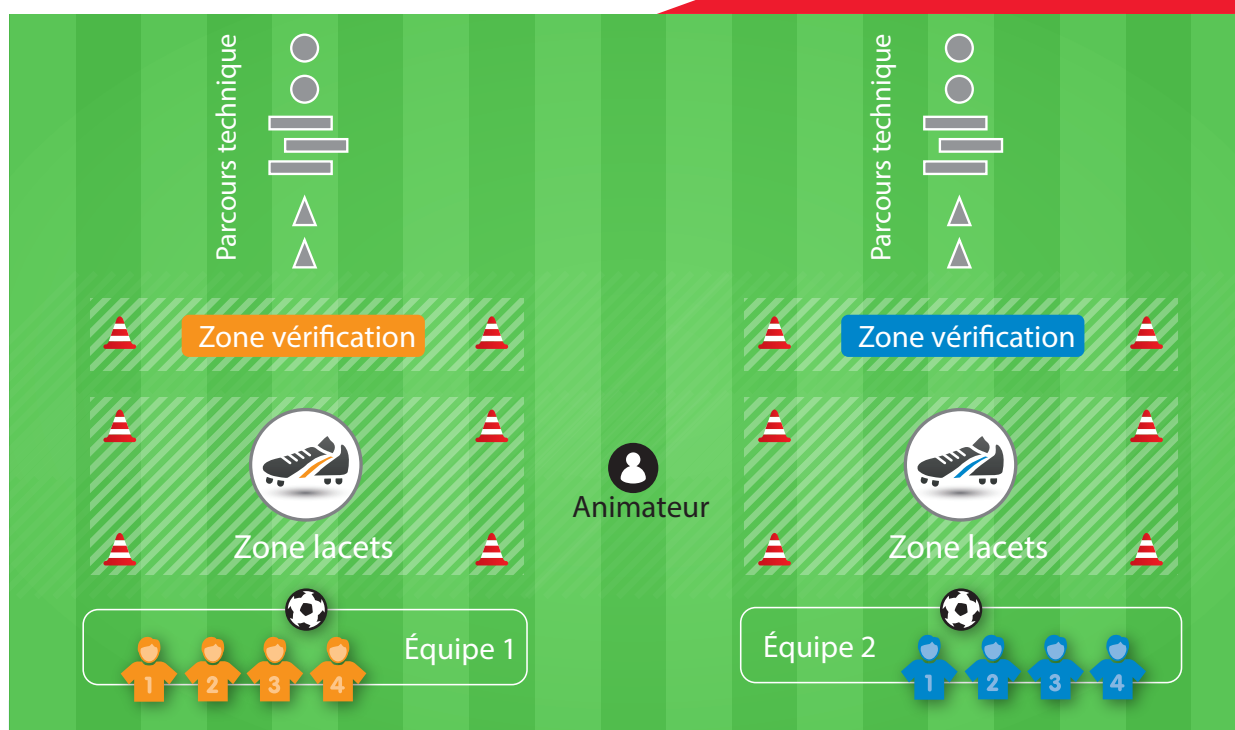 Parcours technique
Parcours technique
Zone vérification
Zone vérification
Animateur
Zone lacets
Zone lacets
Équipe 1
1 2 3 4
Équipe 2
1 2 3 4